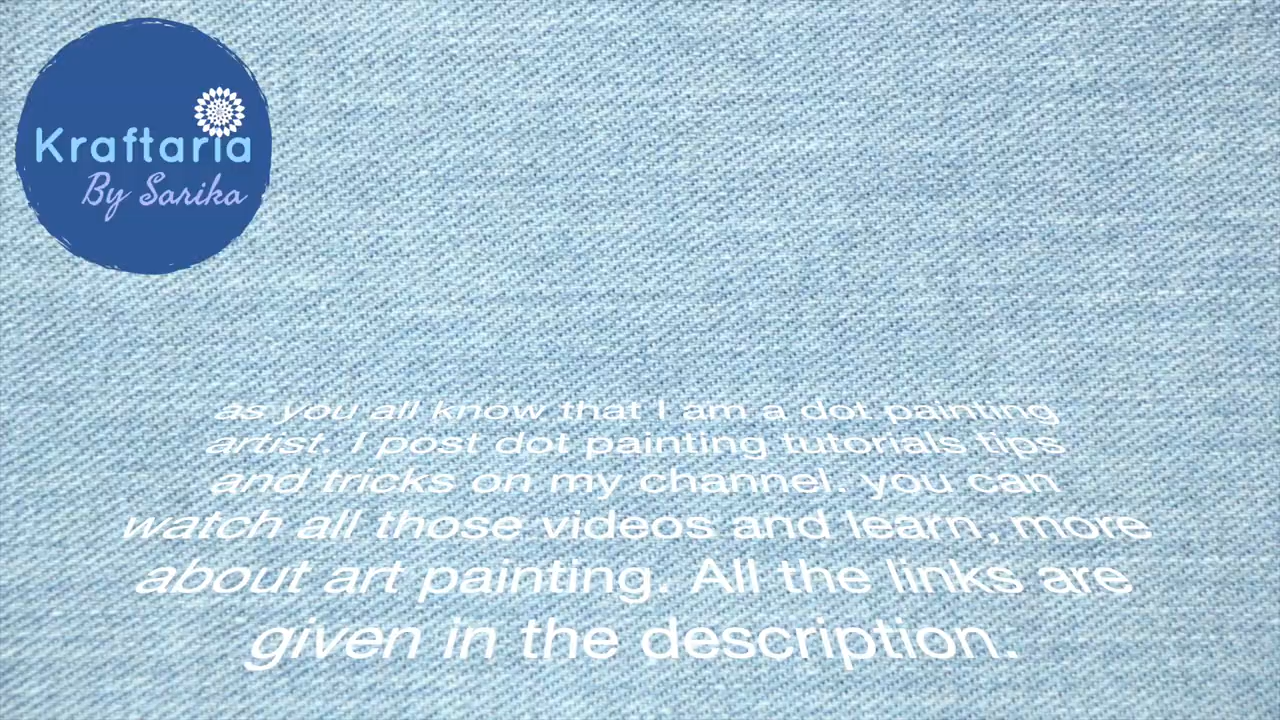 Kraftaria
By Sarika
as you all know that I am a dot painting
artist. I post dot painting tutorials tips
and tricks on my channel. you can
watch all those videos and learn, more
about art painting. All the links are
given in the description.